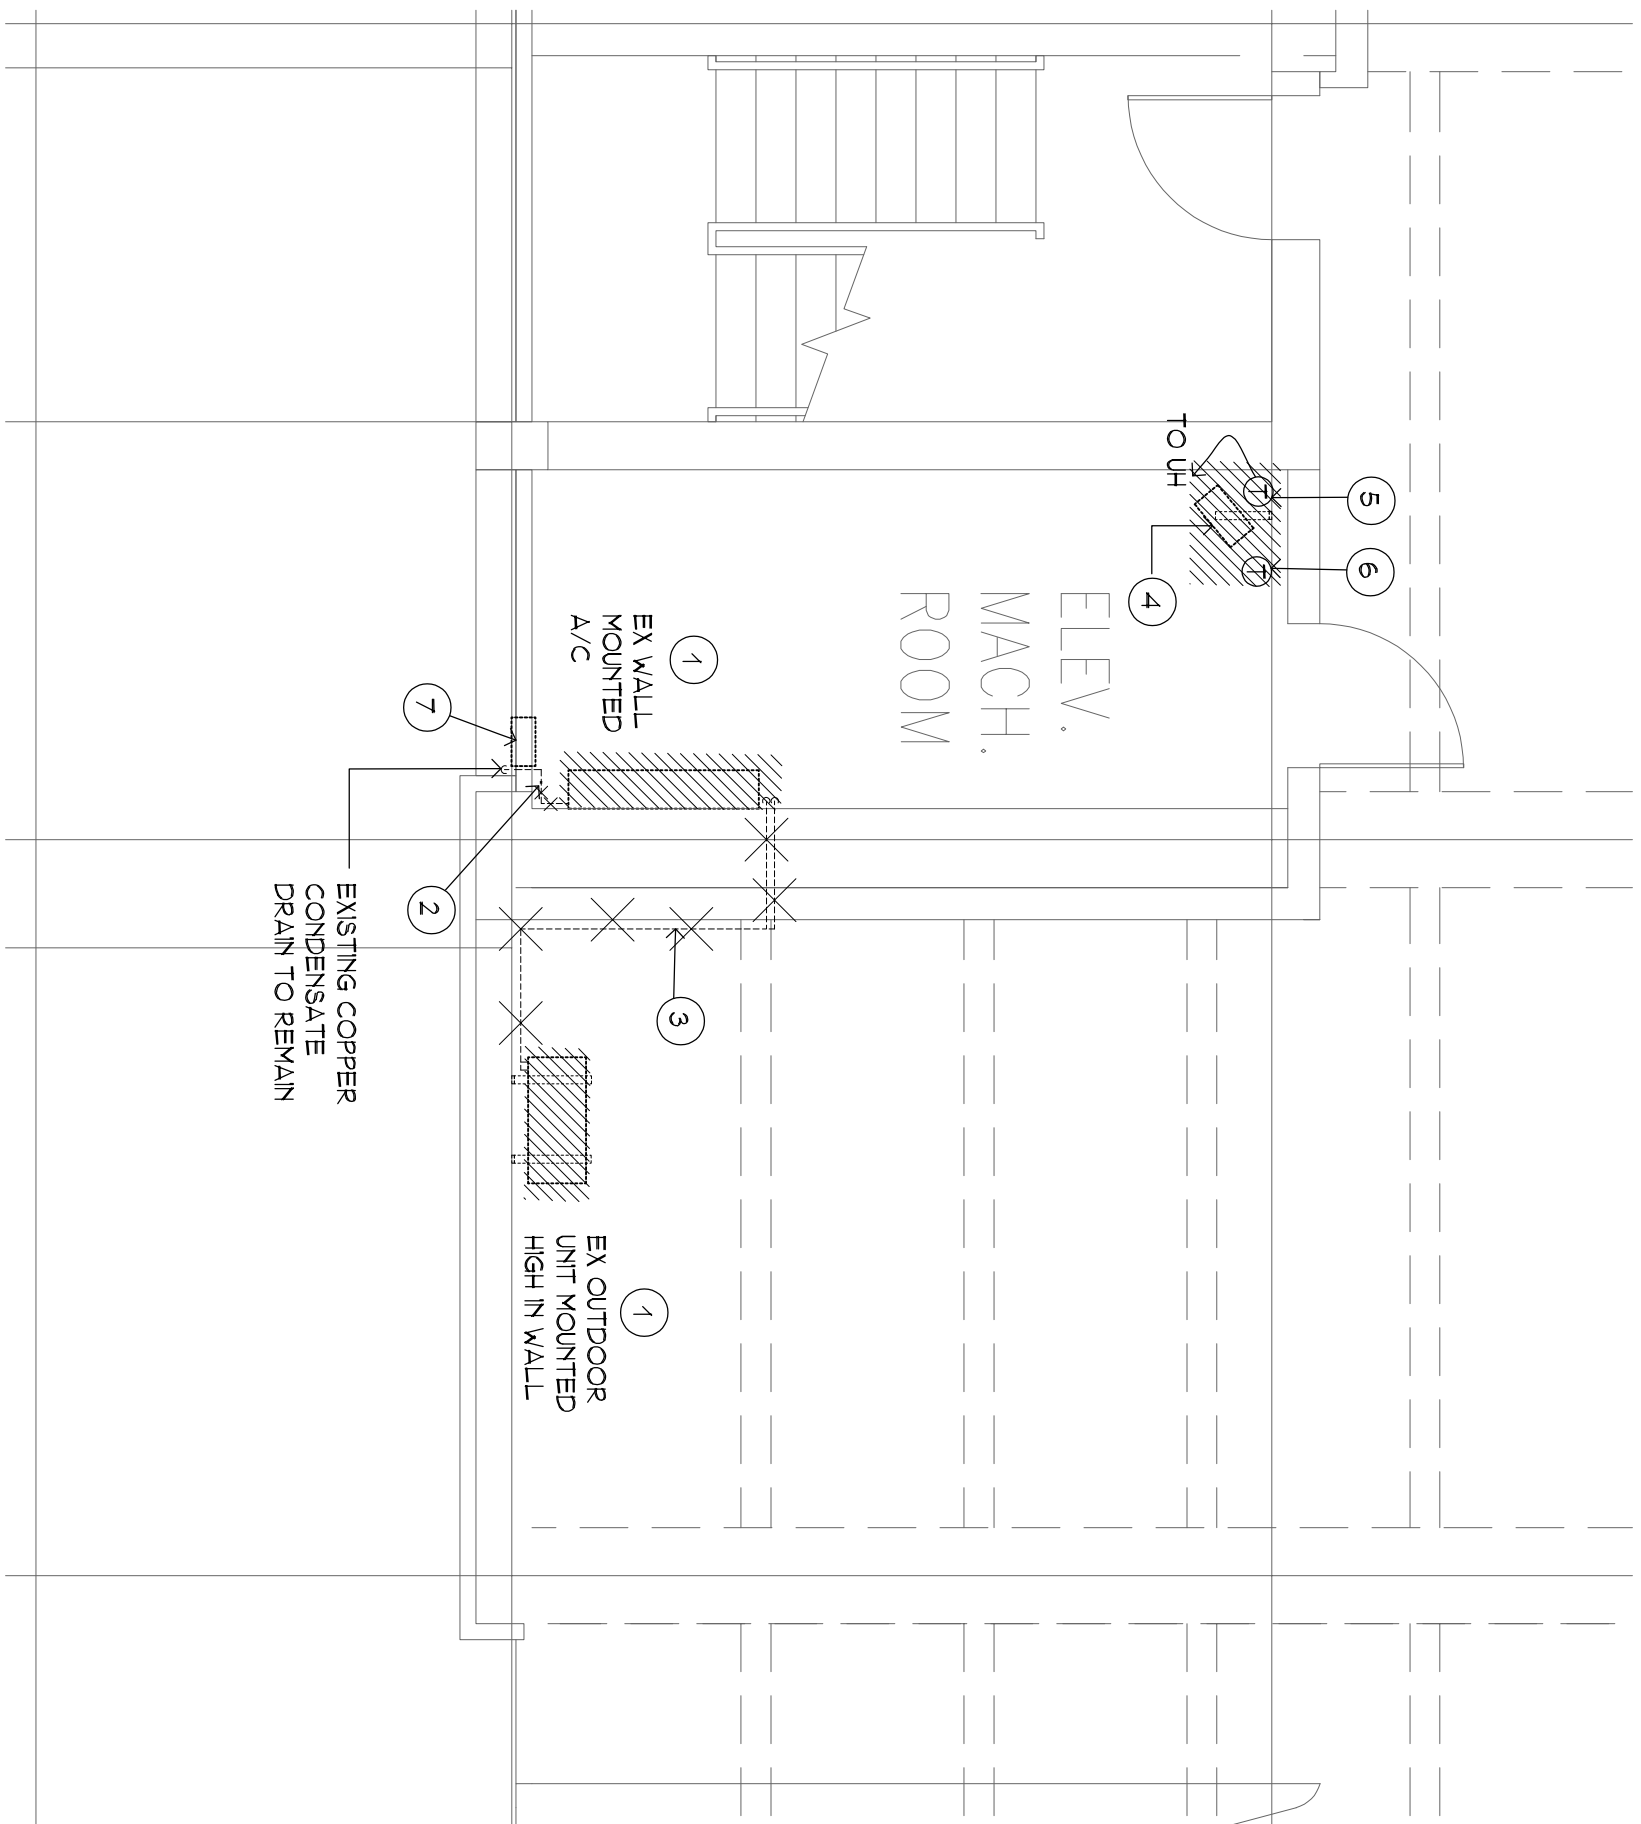 TO UH
5
6
4
ELEV.
MACH.
ROOM
1
EX WALL
MOUNTED
A/C
7
2
EXISTING COPPER
CONDENSATE
DRAIN TO REMAIN
3
1
EX OUTDOOR
UNIT MOUNTED
HIGH IN WALL
T
T